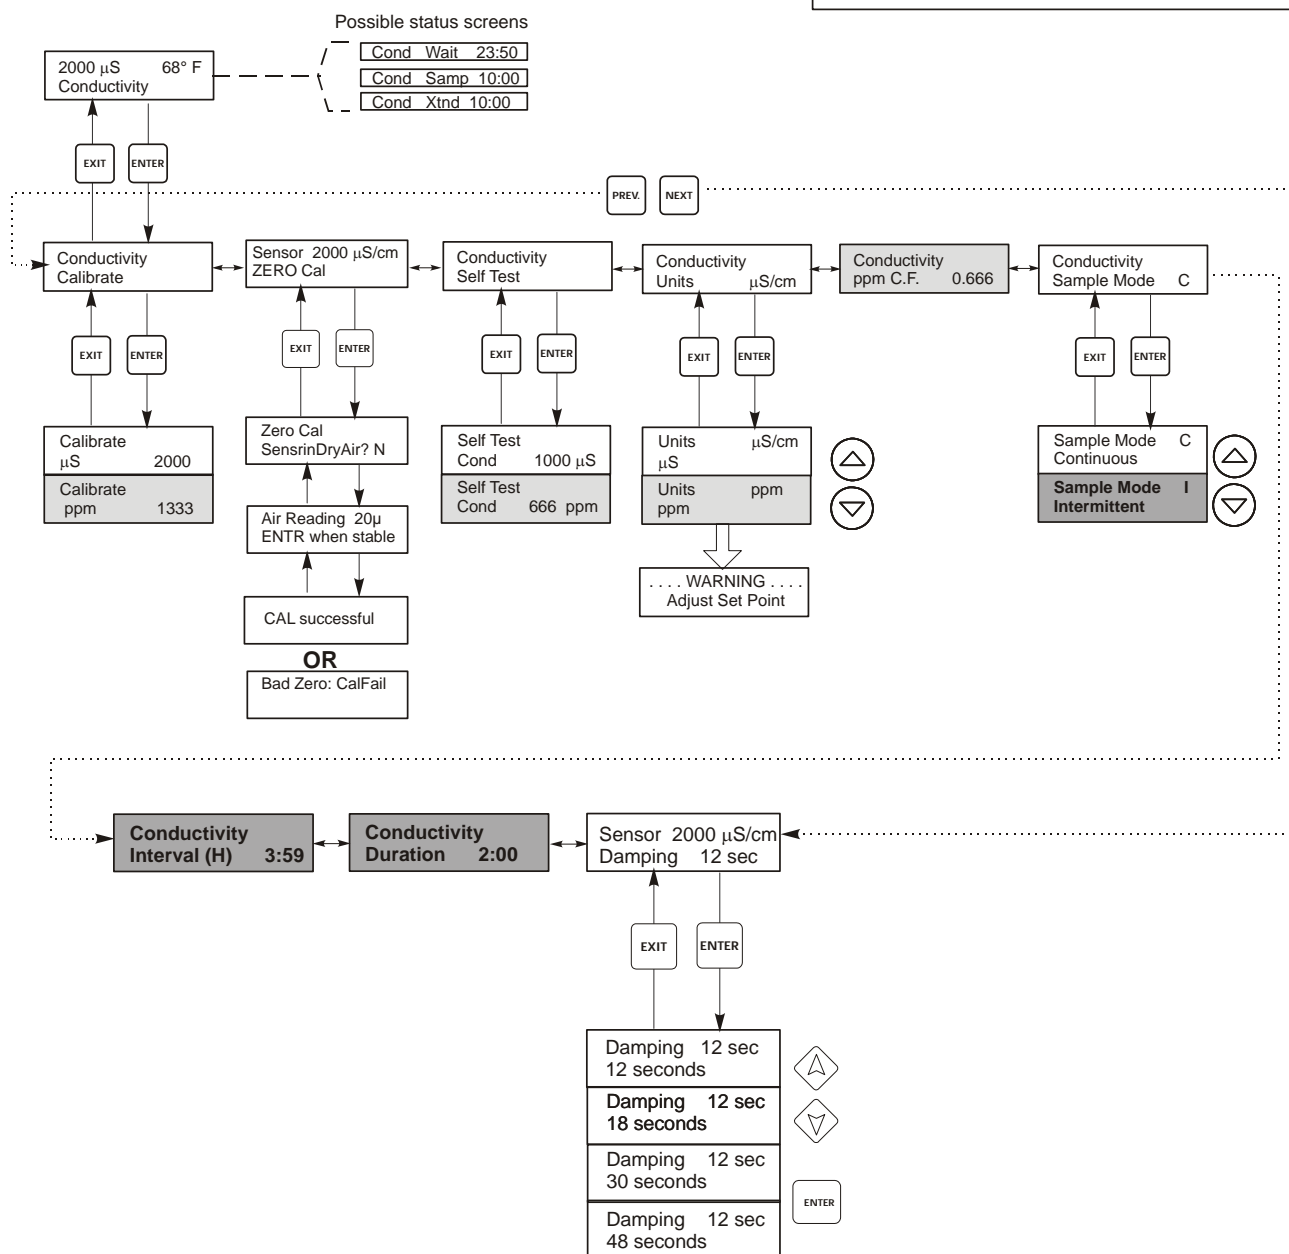 Possible status screens
2000 µS 68° F
Conductivity
Cond Wait 23:50
Cond Samp 10:00
Cond Xtnd 10:00
EXIT
ENTER
PREV.
NEXT
Conductivity
Calibrate
Sensor 2000 µS/cm
ZERO Cal
Conductivity
Self Test
Conductivity
Units µS/cm
Conductivity
ppm C.F. 0.666
Conductivity
Sample Mode C
EXIT
ENTER
EXIT
ENTER
EXIT
ENTER
EXIT
ENTER
EXIT
ENTER
Calibrate
µS 2000
Calibrate
ppm 1333
Zero Cal
SensrinDryAir? N
Air Reading 20µ
ENTR when stable
CAL successful
OR
Bad Zero: CalFail
Self Test
Cond 1000 µS
Self Test
Cond 666 ppm
Units µS/cm
µS
Units ppm
ppm
. . . . WARNING . . . .
Adjust Set Point
Sample Mode C
Continuous
Sample Mode I
Intermittent
Conductivity
Interval (H) 3:59
Conductivity
Duration 2:00
Sensor 2000 µS/cm
Damping 12 sec
EXIT
ENTER
Damping 12 sec
12 seconds
Damping 12 sec
18 seconds
Damping 12 sec
30 seconds
ENTER
Damping 12 sec
48 seconds